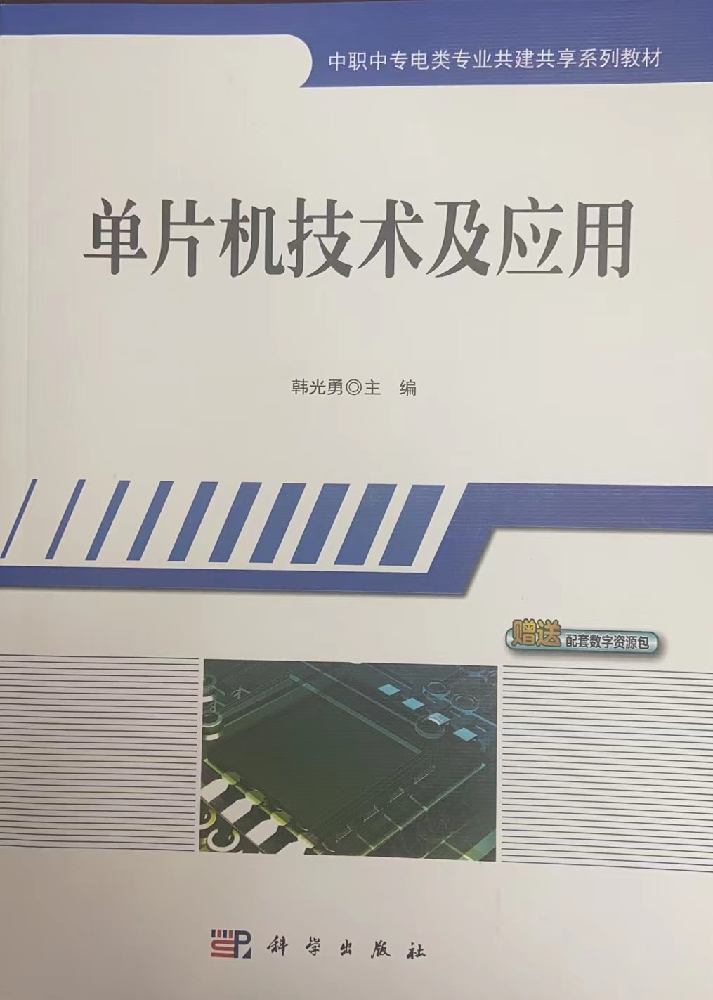 中职中专电类专业共建共享系列教材
单片机技术及应用
韩光勇◎主 编
赠送 配套数字资源包
科学出版社